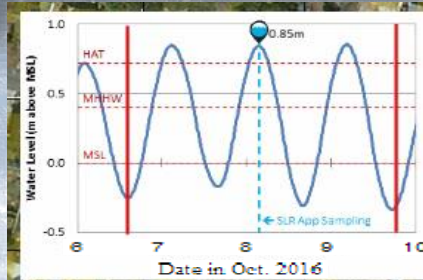 1.0
0.85m
HAT
0.5
MHHW
MSL
0.0
-0.5
← SLR App Sampling
Water Level (m above MSL)
6 7 8 9 10
Date in Oct. 2016